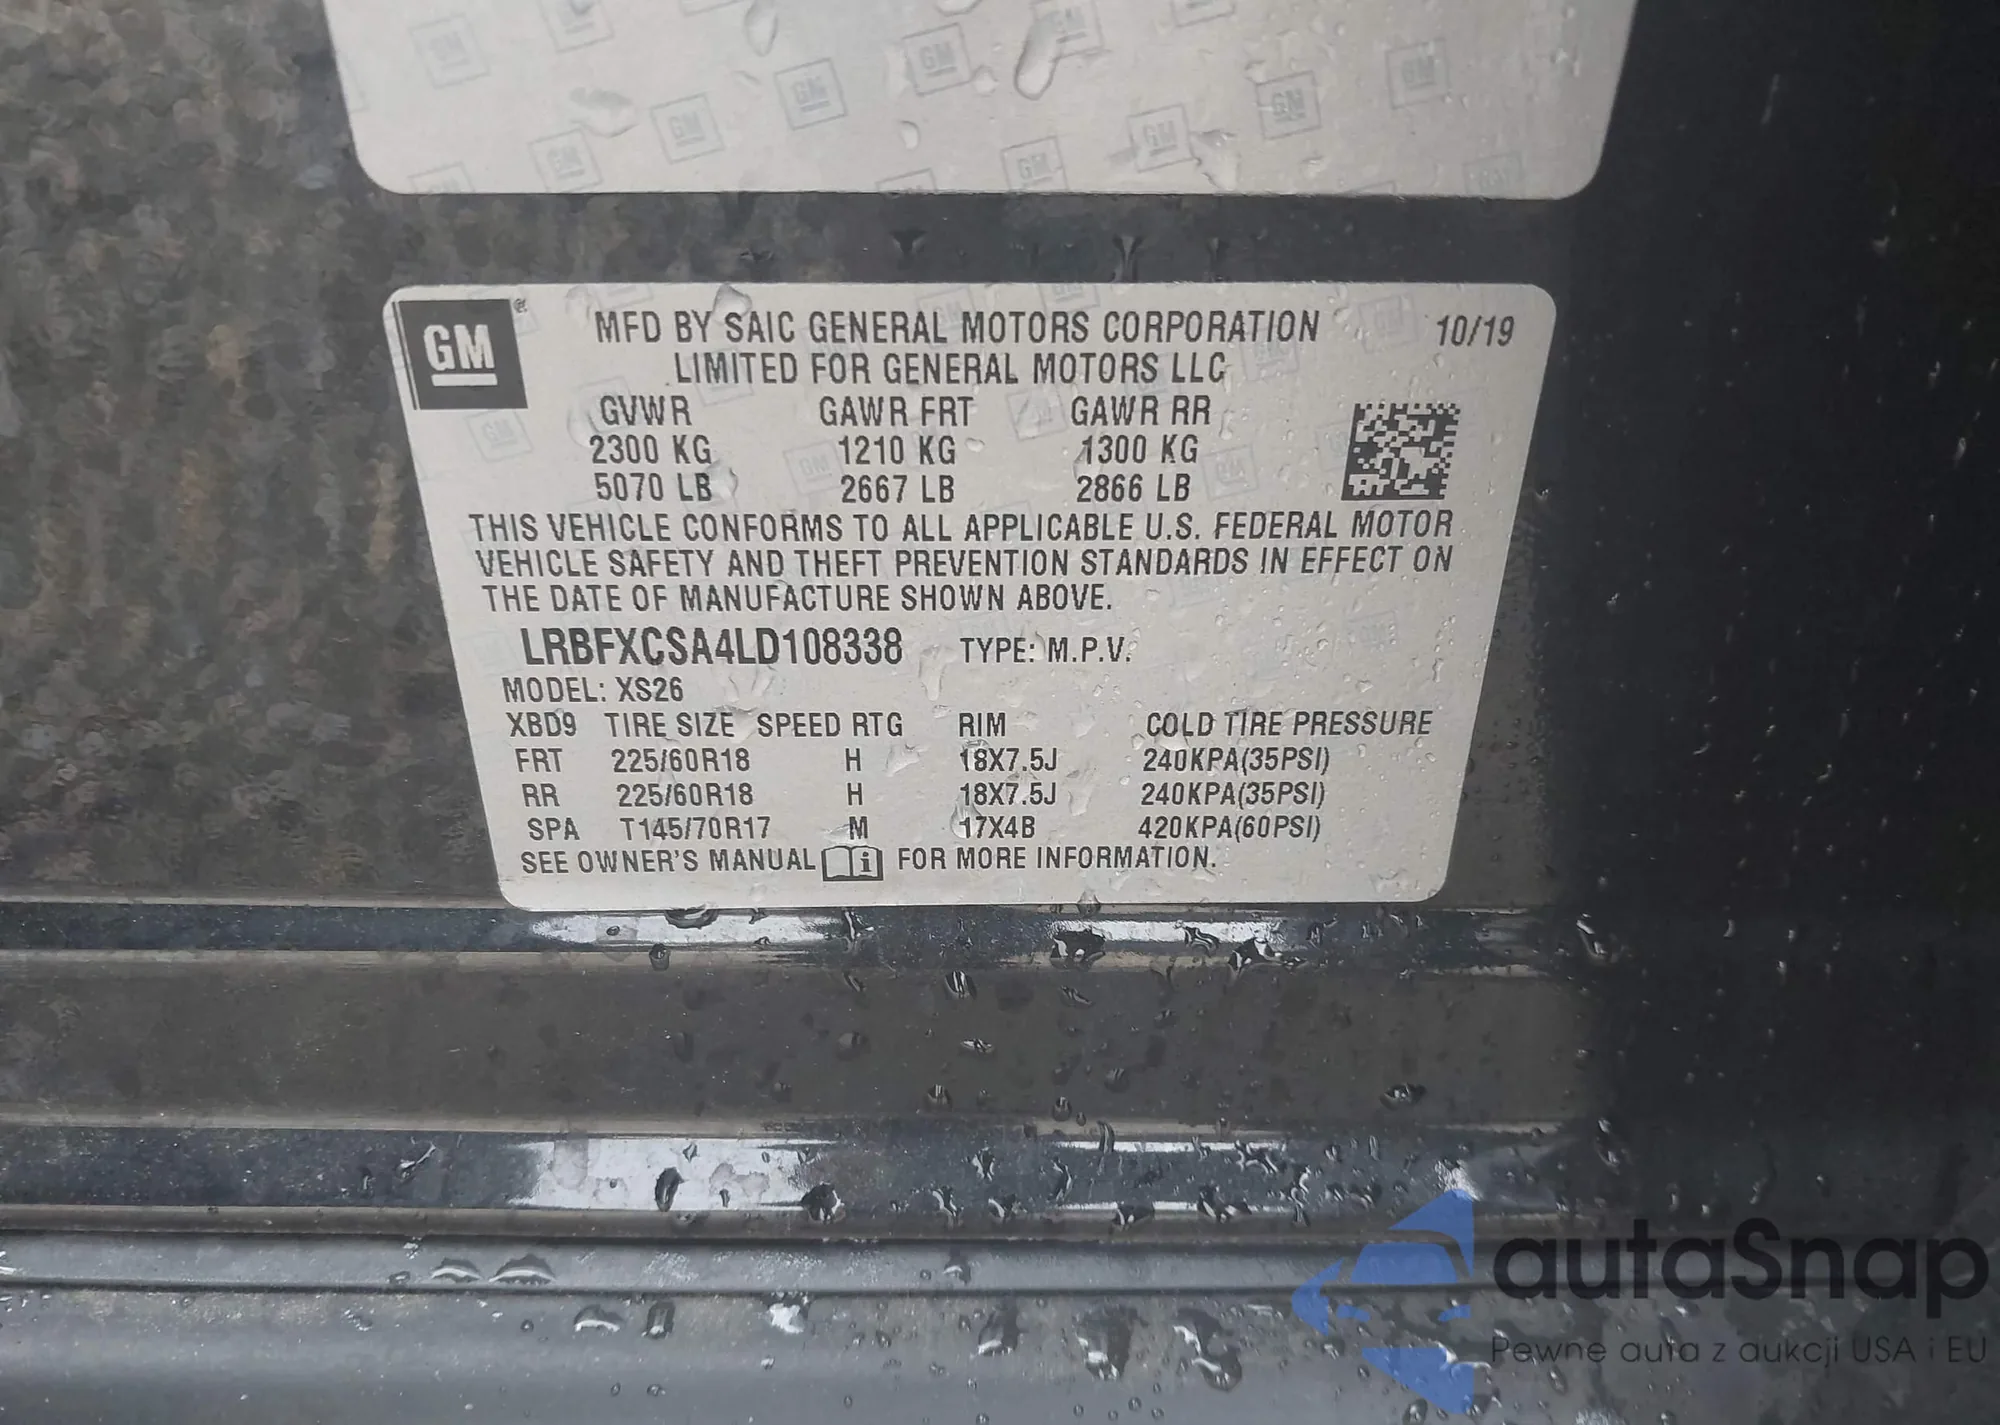 GM
MFD BY SAIC GENERAL MOTORS CORPORATION 10/19
LIMITED FOR GENERAL MOTORS LLC
GVWR GAWR FRT GAWR RR
2300 KG 1210 KG 1300 KG
5070 LB 2667 LB 2866 LB
THIS VEHICLE CONFORMS TO ALL APPLICABLE U.S. FEDERAL MOTOR
VEHICLE SAFETY AND THEFT PREVENTION STANDARDS IN EFFECT ON
THE DATE OF MANUFACTURE SHOWN ABOVE.
LRBFXCSA4LD108338 TYPE: M.P.V.
MODEL: XS26
XBD9 TIRE SIZE SPEED RTG RIM COLD TIRE PRESSURE
FRT 225/60R18 H 18X7.5J 240KPA(35PSI)
RR 225/60R18 H 18X7.5J 240KPA(35PSI)
SPA T145/70R17 M 17X4B 420KPA(60PSI)
SEE OWNER'S MANUAL i FOR MORE INFORMATION.
autoSnap
Pewne auta z aukcji USA i EU